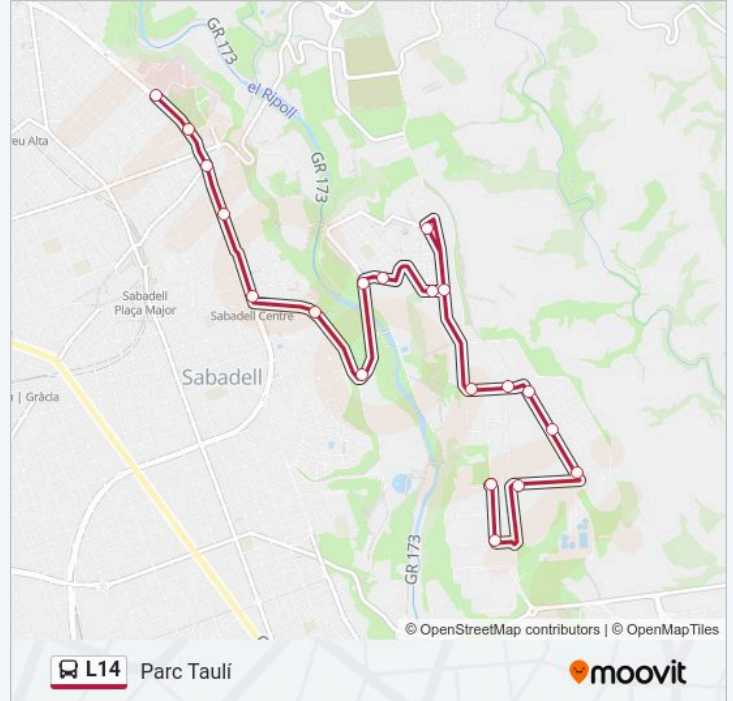 GR 173
el Ripoll
eu Alta
GR 173
Sabadell
Plaça Major
Sabadell Centre
Sabadell
| Gràcia
GR 173
© OpenStreetMap contributors | © OpenMapTiles
L14
Parc Taulí
moovit